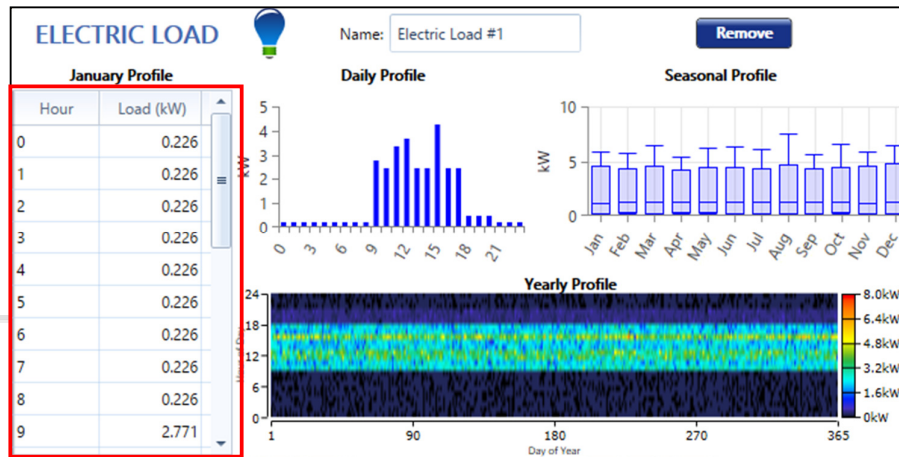 ELECTRIC LOAD
Name: Electric Load #1
Remove
January Profile
Hour Load (kW)
0 0.226
1 0.226
2 0.226
3 0.226
4 0.226
5 0.226
6 0.226
7 0.226
8 0.226
9 2.771
Daily Profile
kW
5
4
3
2
1
0
0 3 6 9 12 15 18 21
Seasonal Profile
kW
10
5
0
Jan Feb Mar Apr May Jun Jul Aug Sep Oct Nov Dec
Yearly Profile
24
18
12
6
0
1 90 180 270 365
Day of Year
8.0kW
6.4kW
4.8kW
3.2kW
1.6kW
0kW